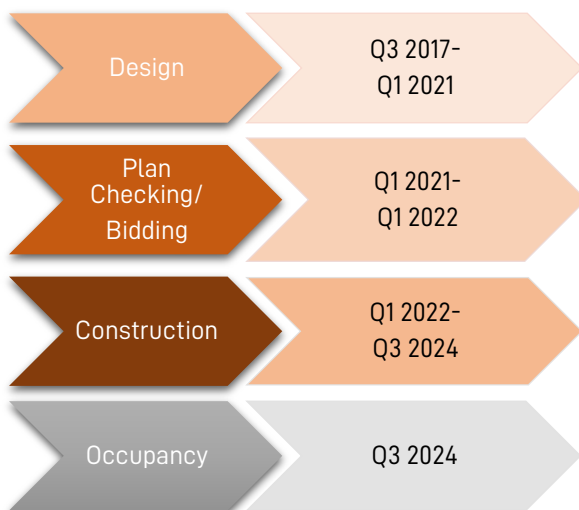 Design
Q3 2017-
Q1 2021
Plan
Checking/
Bidding
Q1 2021-
Q1 2022
Construction
Q1 2022-
Q3 2024
Occupancy
Q3 2024